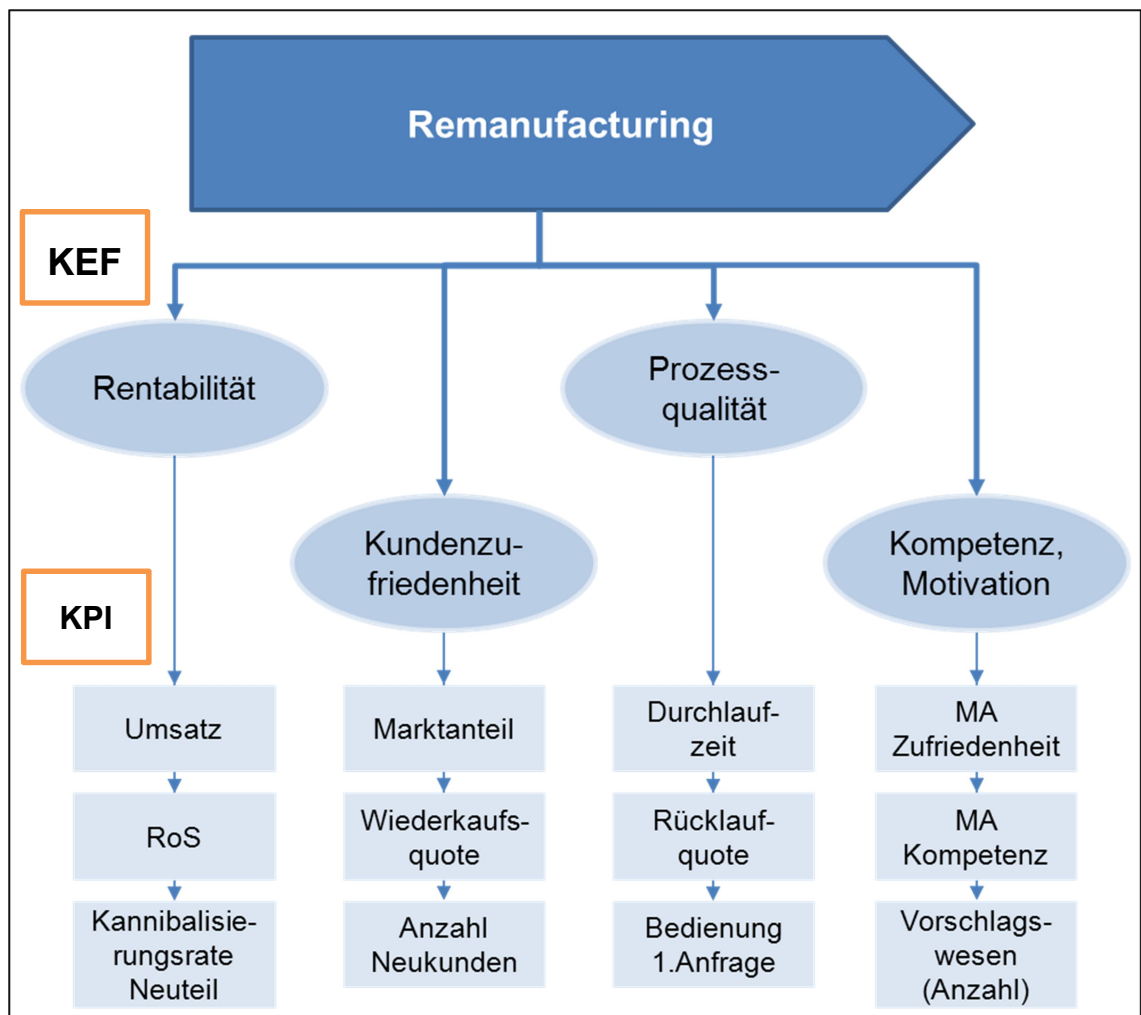 Remanufacturing
KEF
Rentabilität
Prozess-
qualität
Kundenzu-
friedenheit
Kompetenz,
Motivation
KPI
Umsatz
Marktanteil
Durchlauf-
zeit
MA
Zufriedenheit
RoS
Wiederkaufs-
quote
Rücklauf-
quote
MA
Kompetenz
Kannibalisie-
rungsrate
Neuteil
Anzahl
Neukunden
Bedienung
1.Anfrage
Vorschlags-
wesen
(Anzahl)